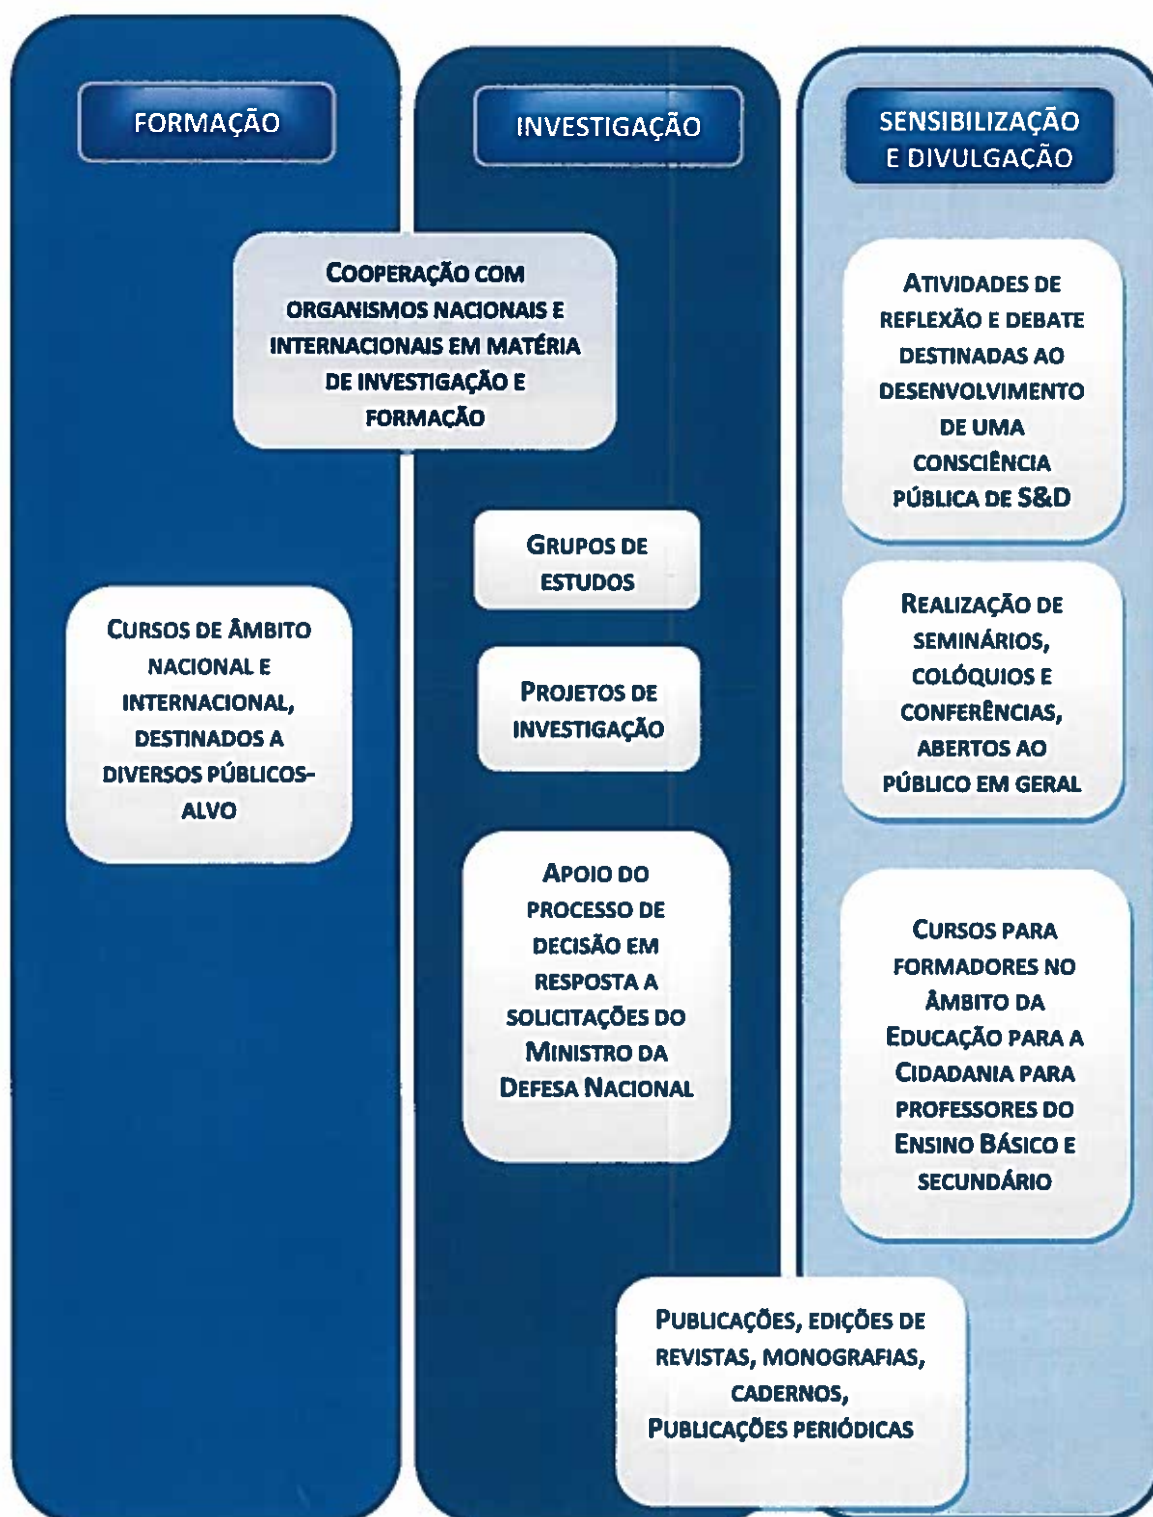 FORMAÇÃO
INVESTIGAÇÃO
SENSIBILIZAÇÃO
E DIVULGAÇÃO
COOPERAÇÃO COM
ORGANISMOS NACIONAIS E
INTERNACIONAIS EM MATÉRIA
DE INVESTIGAÇÃO E
FORMAÇÃO
CURSOS DE ÂMBITO
NACIONAL E
INTERNACIONAL,
DESTINADOS A
DIVERSOS PÚBLICOS-
ALVO
GRUPOS DE
ESTUDOS
PROJETOS DE
INVESTIGAÇÃO
APOIO DO
PROCESSO DE
DECISÃO EM
RESPOSTA A
SOLICITAÇÕES DO
MINISTRO DA
DEFESA NACIONAL
ATIVIDADES DE
REFLEXÃO E DEBATE
DESTINADAS AO
DESENVOLVIMENTO
DE UMA
CONSCIÊNCIA
PÚBLICA DE S&D
REALIZAÇÃO DE
SEMINÁRIOS,
COLÓQUIOS E
CONFERÊNCIAS,
ABERTOS AO
PÚBLICO EM GERAL
CURSOS PARA
FORMADORES NO
ÂMBITO DA
EDUCAÇÃO PARA A
CIDADANIA PARA
PROFESSORES DO
ENSINO BÁSICO E
SECUNDÁRIO
PUBLICAÇÕES, EDIÇÕES DE
REVISTAS, MONOGRAFIAS,
CADERNOS,
PUBLICAÇÕES PERIÓDICAS